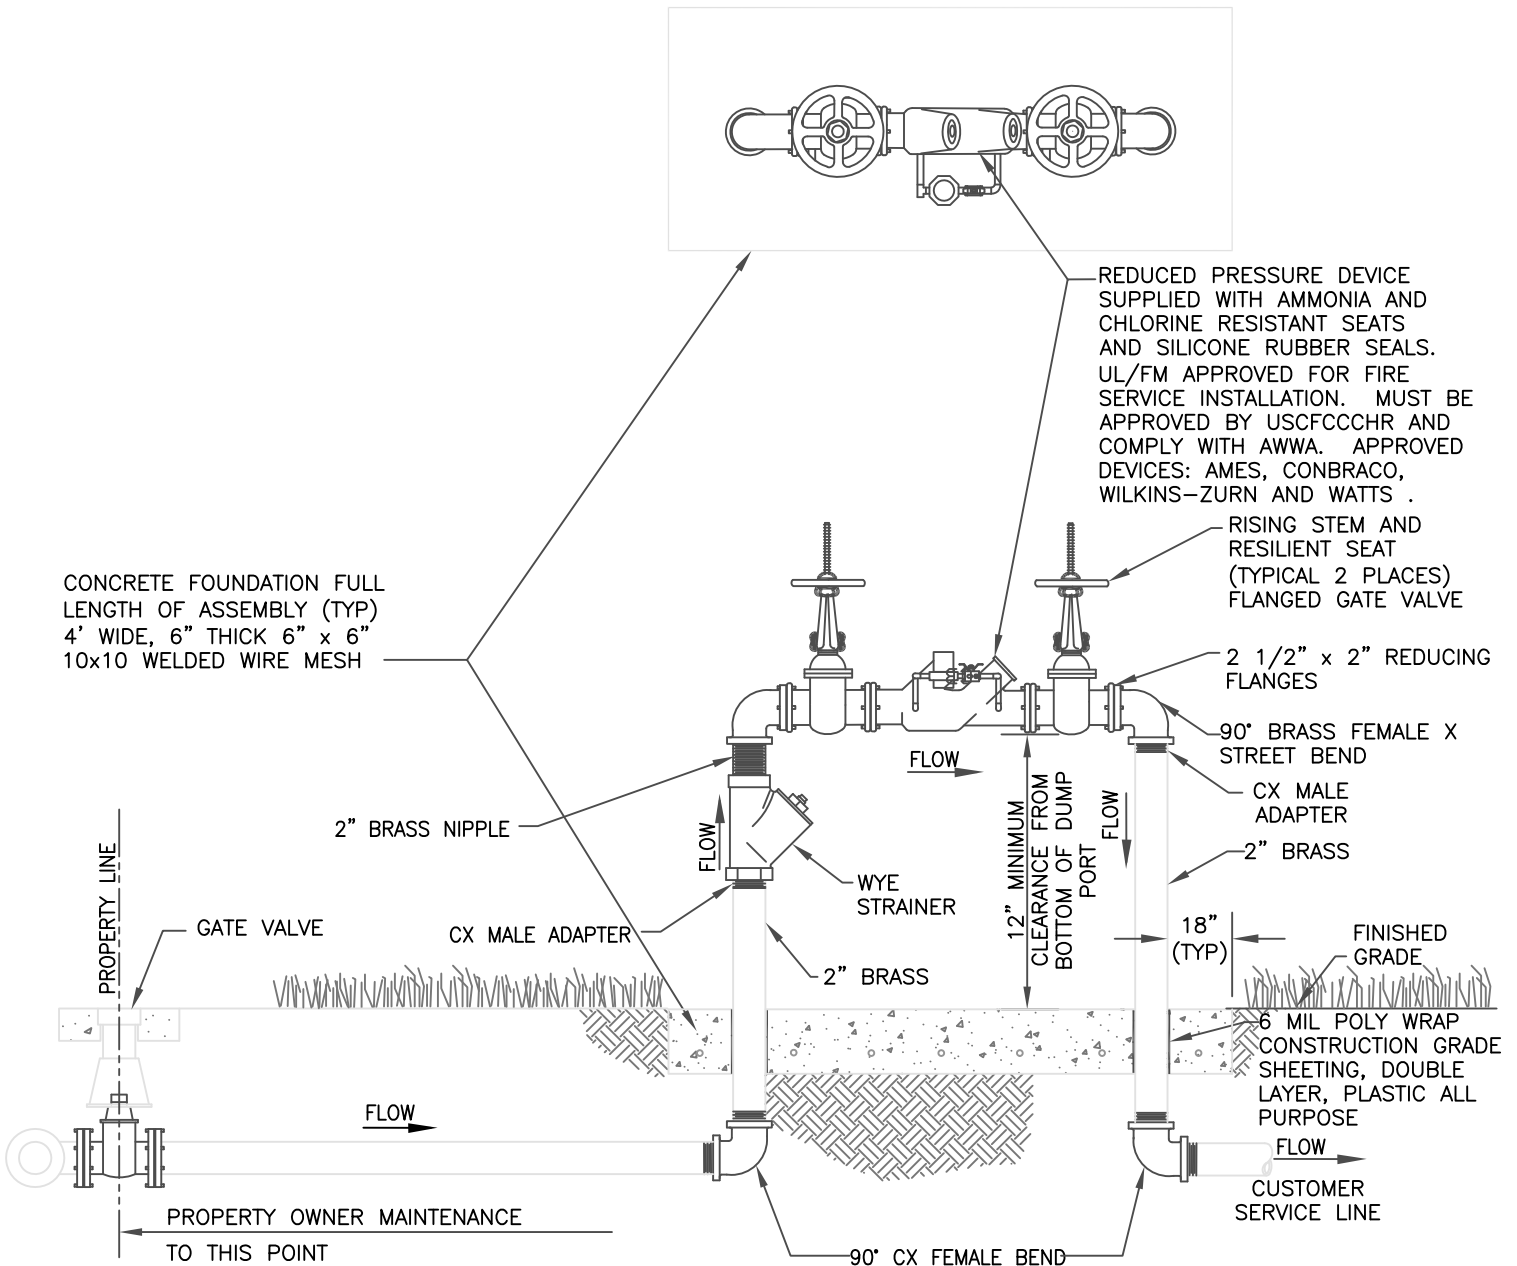 REDUCED PRESSURE DEVICE
SUPPLIED WITH AMMONIA AND
CHLORINE RESISTANT SEATS
AND SILICONE RUBBER SEALS.
UL/FM APPROVED FOR FIRE
SERVICE INSTALLATION. MUST BE
APPROVED BY USCFCCCHR AND
COMPLY WITH AWWA. APPROVED
DEVICES: AMES, CONBRACO,
WILKINS-ZURN AND WATTS .
RISING STEM AND
RESILIENT SEAT
(TYPICAL 2 PLACES)
FLANGED GATE VALVE
CONCRETE FOUNDATION FULL
LENGTH OF ASSEMBLY (TYP)
4' WIDE, 6" THICK 6" x 6"
10x10 WELDED WIRE MESH
2 1/2" x 2" REDUCING
FLANGES
90° BRASS FEMALE X
STREET BEND
FLOW
CX MALE
ADAPTER
2" BRASS NIPPLE
FLOW
12" MINIMUM
CLEARANCE FROM
BOTTOM OF DUMP
PORT
FLOW
2" BRASS
WYE
STRAINER
PROPERTY LINE
GATE VALVE
CX MALE ADAPTER
18"
(TYP)
FINISHED
GRADE
2" BRASS
6 MIL POLY WRAP
CONSTRUCTION GRADE
SHEETING, DOUBLE
LAYER, PLASTIC ALL
PURPOSE
FLOW
FLOW
CUSTOMER
SERVICE LINE
PROPERTY OWNER MAINTENANCE
TO THIS POINT
90° CX FEMALE BEND